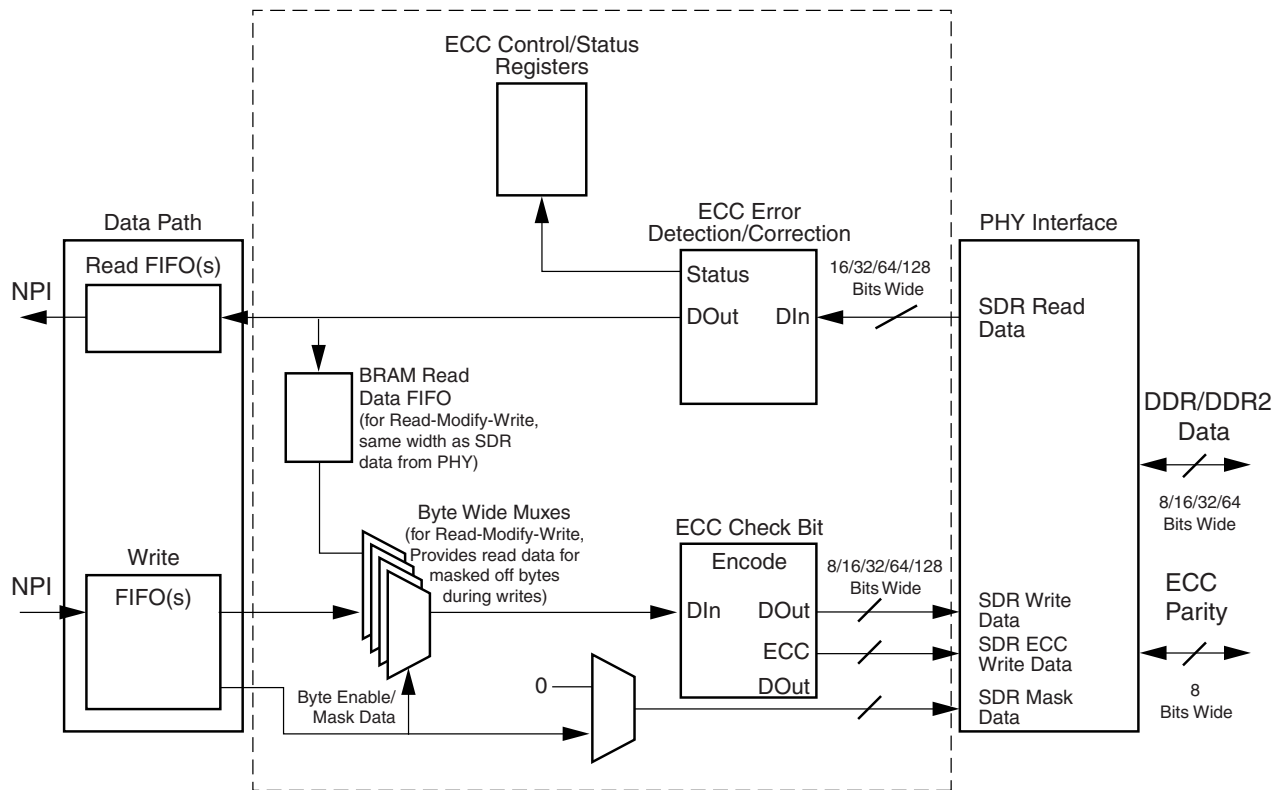 ECC Control/Status
Registers
Data Path
Read FIFO(s)
NPI
ECC Error
Detection/Correction
Status
DOut
DIn
16/32/64/128
Bits Wide
PHY Interface
SDR Read
Data
BRAM Read
Data FIFO
(for Read-Modify-Write,
same width as SDR
data from PHY)
DDR/DDR2
Data
8/16/32/64
Bits Wide
Write
FIFO(s)
NPI
Byte Wide Muxes
(for Read-Modify-Write,
Provides read data for
masked off bytes
during writes)
ECC Check Bit
Encode
DIn
DOut
ECC
DOut
8/16/32/64/128
Bits Wide
SDR Write
Data
SDR ECC
Write Data
SDR Mask
Data
ECC
Parity
8
Bits Wide
Byte Enable/
Mask Data
0